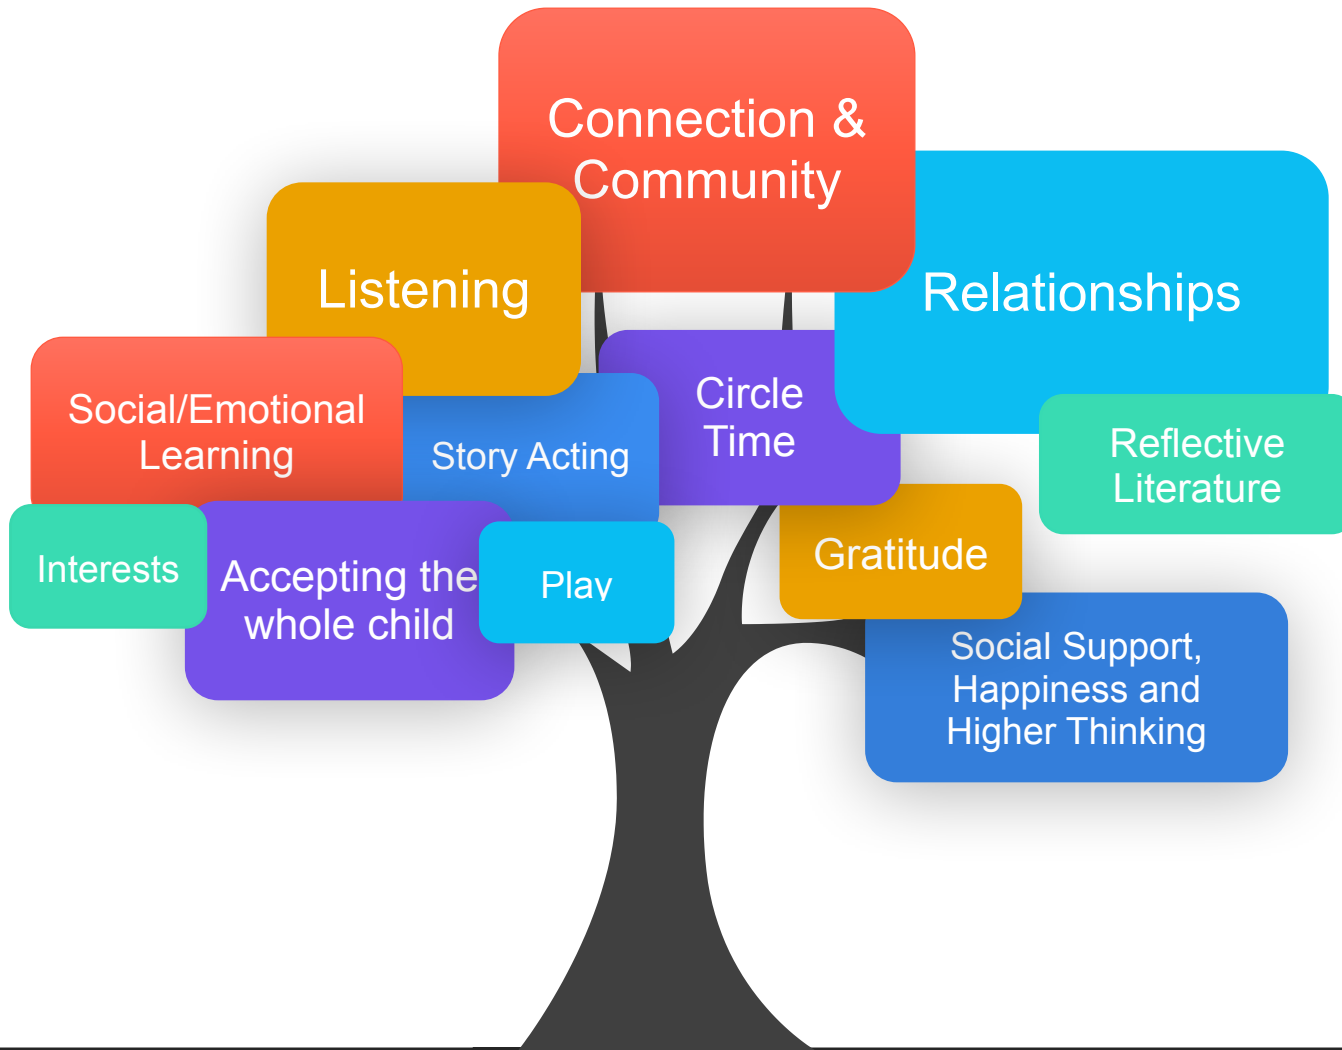 Connection &
Community
Listening
Relationships
Social/Emotional
Learning
Story Acting
Circle
Time
Reflective
Literature
Interests
Accepting the
whole child
Play
Gratitude
Social Support,
Happiness and
Higher Thinking